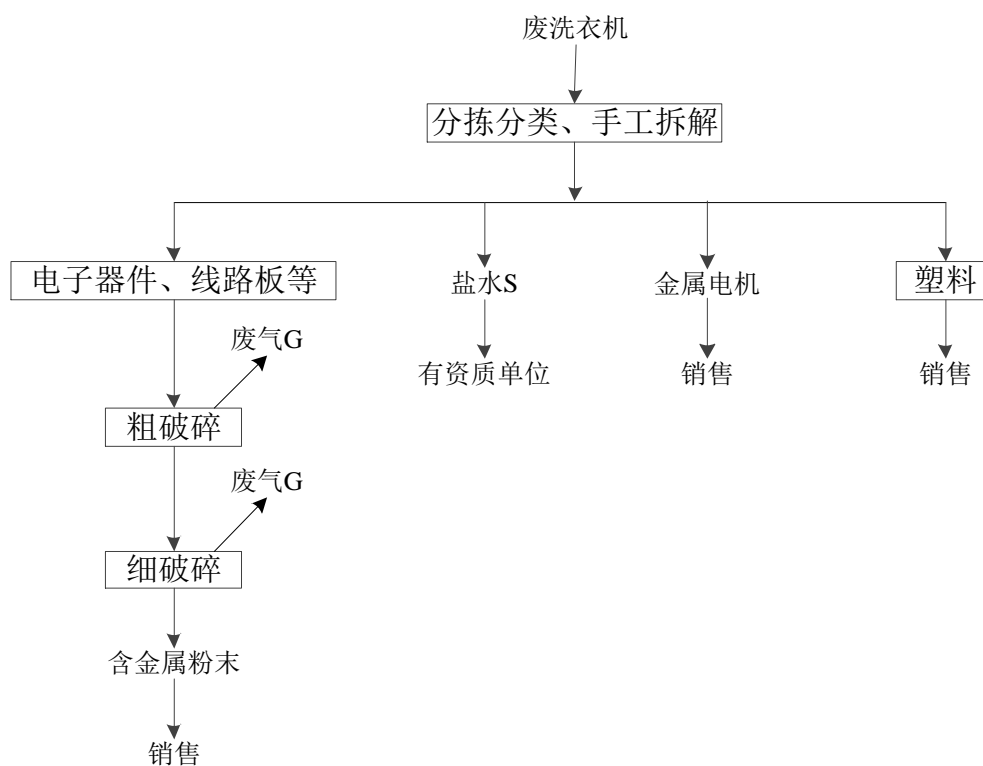 废洗衣机
分拣分类、手工拆解
电子器件、线路板等
盐水S
金属电机
塑料
废气G
有资质单位
销售
销售
粗破碎
废气G
细破碎
含金属粉末
销售